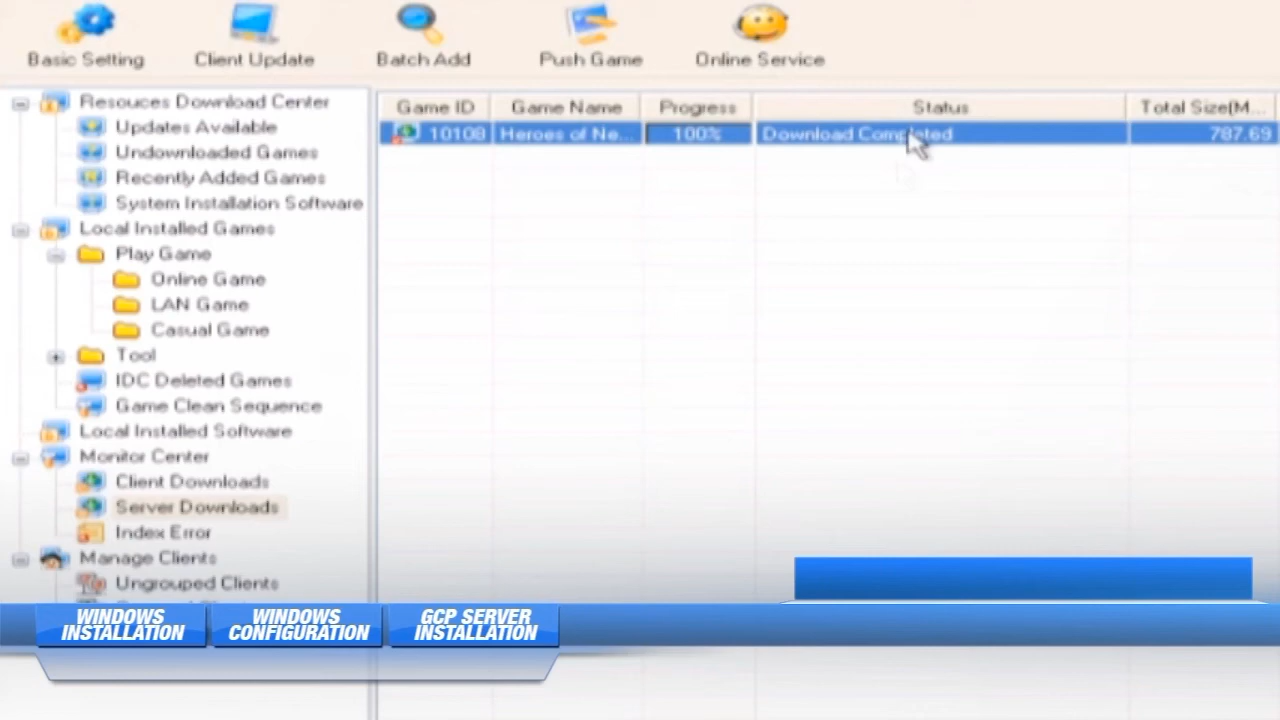 Basic Setting
Client Update
Batch Add
Push Game
Online Service
Resouces Download Center
Updates Available
Undownloaded Games
Recently Added Games
System Installation Software
Local Installed Games
Play Game
Online Game
LAN Game
Casual Game
Tool
IDC Deleted Games
Game Clean Sequence
Local Installed Software
Monitor Center
Client Downloads
Server Downloads
Index Error
Manage Clients
Ungrouped Clients
Game ID Game Name Progress Status Total Size(M...
10108 Heroes of Ne... 100% Download Completed 787.69
WINDOWS
INSTALLATION
WINDOWS
CONFIGURATION
GCP SERVER
INSTALLATION